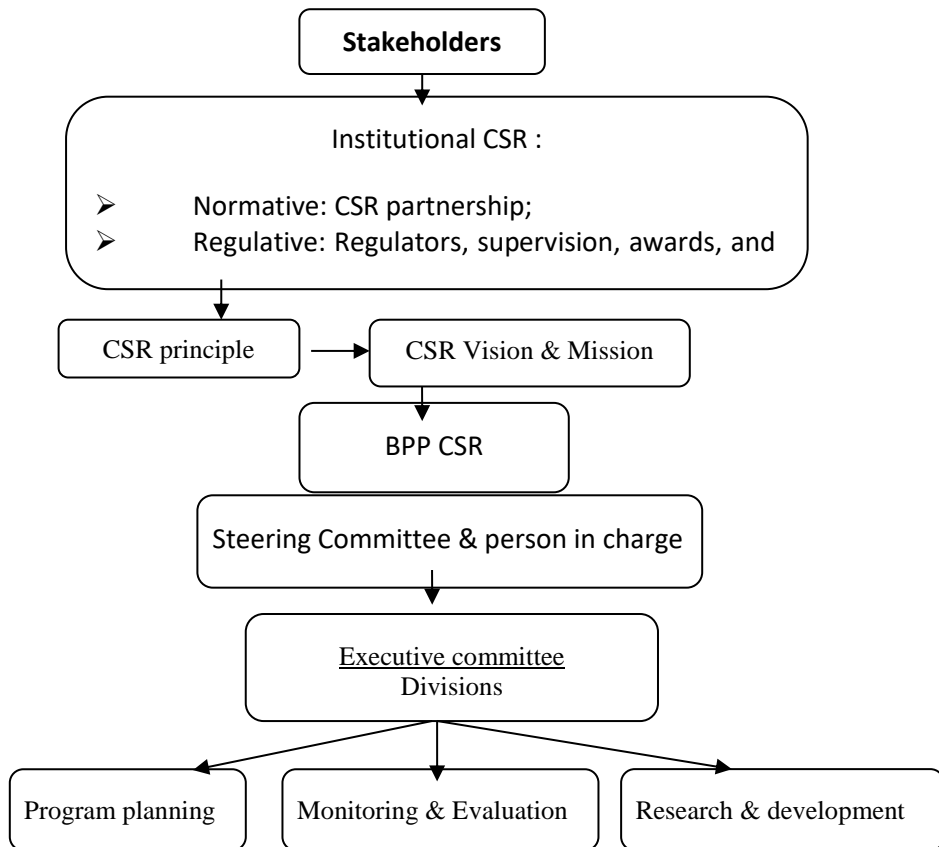 Stakeholders
Institutional CSR :
➢ Normative: CSR partnership;
➢ Regulative: Regulators, supervision, awards, and
CSR principle
CSR Vision & Mission
BPP CSR
Steering Committee & person in charge
Executive committee
Divisions
Program planning
Monitoring & Evaluation
Research & development